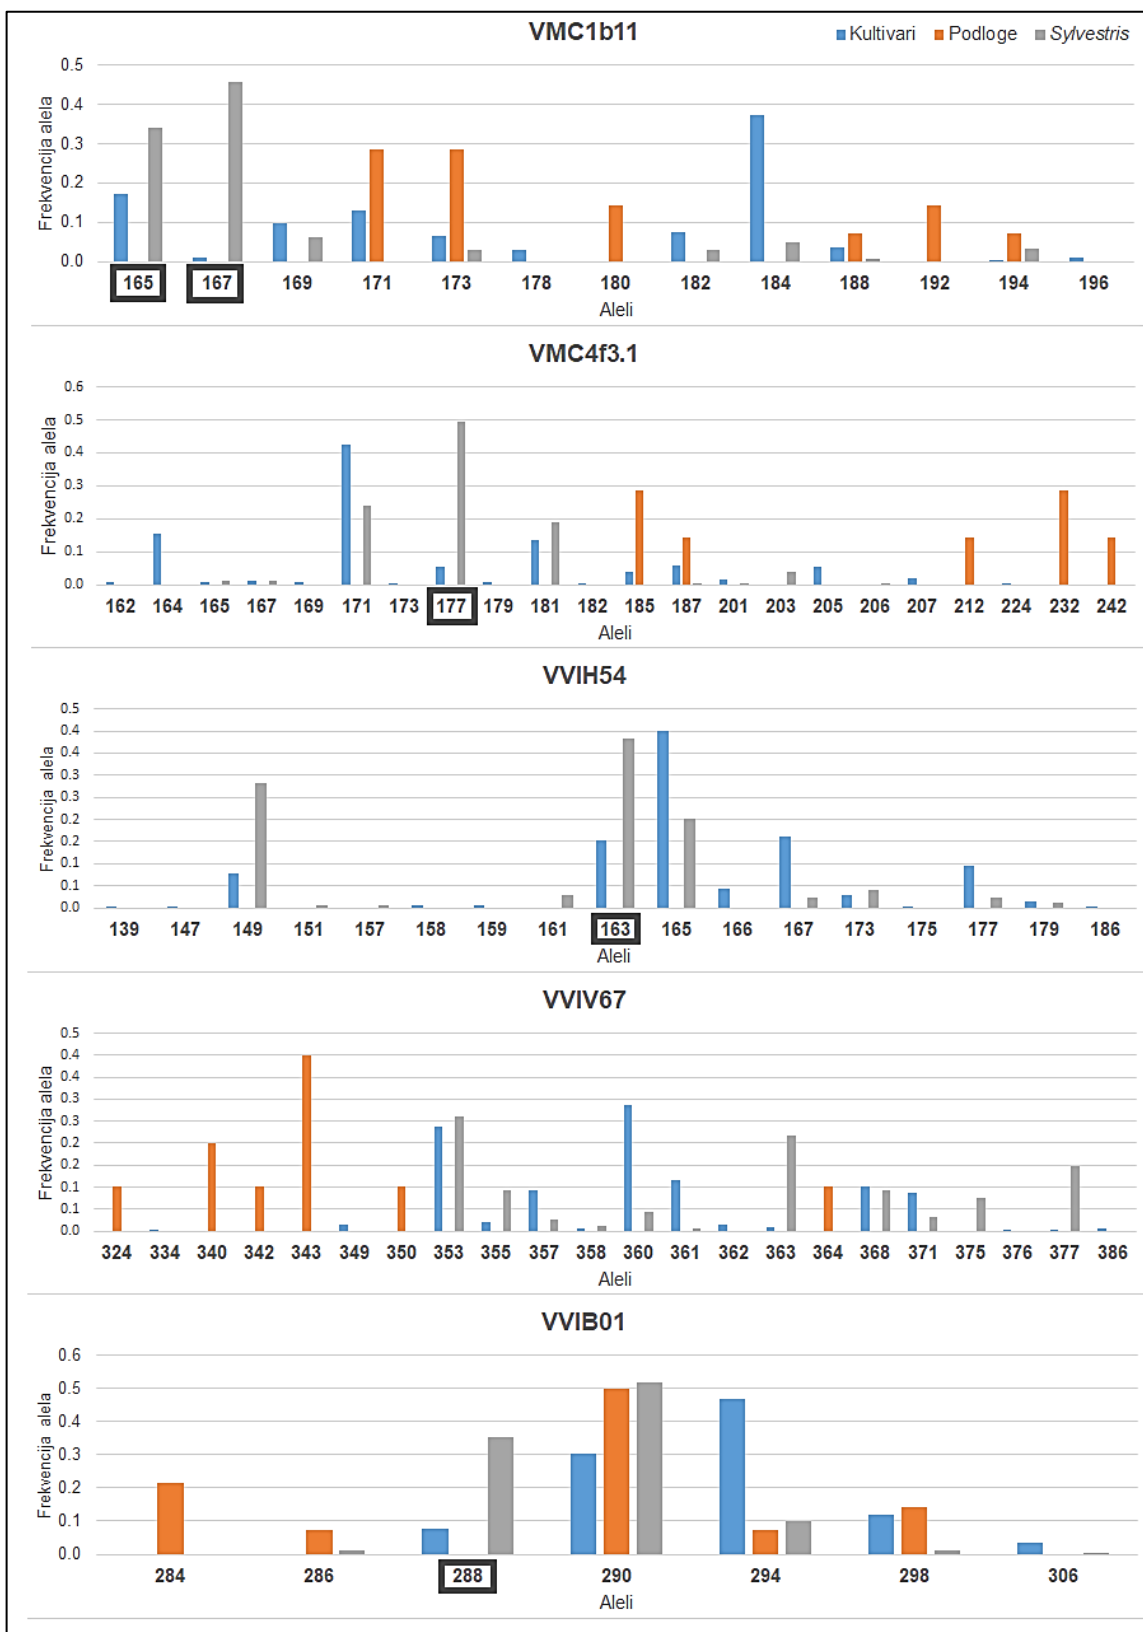 VMC1b11
Kultivari Podloge Sylvestris
Frekvencija alela
0.5
0.4
0.3
0.2
0.1
0.0
165 167 169 171 173 178 180 182 184 188 192 194 196
Aleli
VMC4f3.1
Frekvencija alela
0.6
0.5
0.4
0.3
0.2
0.1
0.0
162 164 165 167 169 171 173 177 179 181 182 185 187 201 203 205 206 207 212 224 232 242
Aleli
VVIH54
Frekvencija alela
0.5
0.4
0.4
0.3
0.3
0.2
0.2
0.1
0.1
0.0
139 147 149 151 157 158 159 161 163 165 166 167 173 175 177 179 186
Aleli
VVIV67
Frekvencija alela
0.5
0.4
0.4
0.3
0.3
0.2
0.2
0.1
0.1
0.0
324 334 340 342 343 349 350 353 355 357 358 360 361 362 363 364 368 371 375 376 377 386
Aleli
VVIB01
Frekvencija alela
0.6
0.5
0.4
0.3
0.2
0.1
0.0
284 286 288 290 294 298 306
Aleli